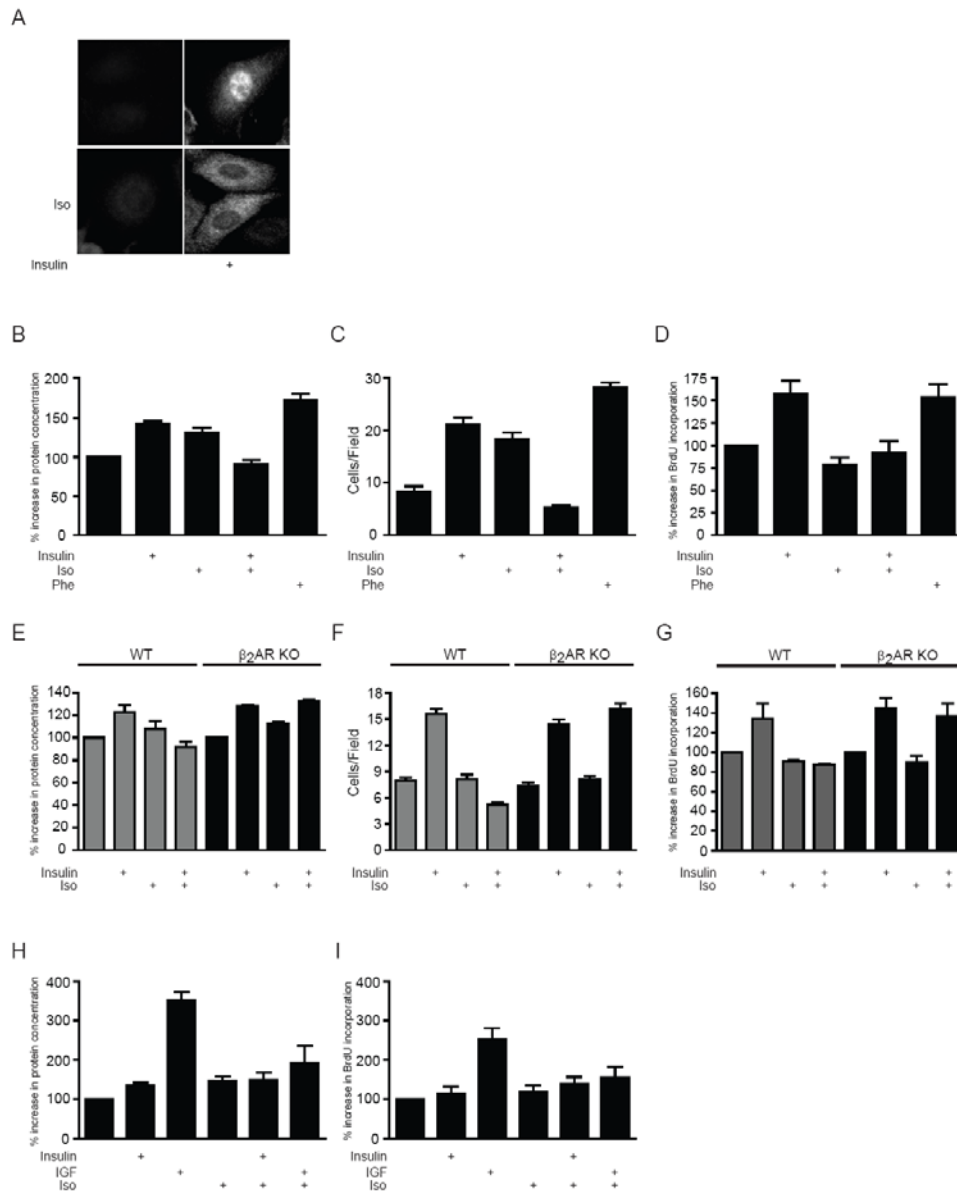 A
Iso
Insulin +
B
% increase in protein concentration
200
150
100
50
0
Insulin + +
Iso + +
Phe +
C
Cells/Field
30
20
10
0
Insulin + +
Iso + +
Phe +
D
% increase in BrdU incorporation
175
150
125
100
75
50
25
0
Insulin + +
Iso + +
Phe +
E
WT β2AR KO
% increase in protein concentration
140
120
100
80
60
40
20
0
Insulin + + + +
Iso + + + +
F
WT β2AR KO
Cells/Field
18
15
12
9
6
3
0
Insulin + + + +
Iso + + + +
G
WT β2AR KO
% increase in BrdU incorporation
160
140
120
100
80
60
40
20
0
Insulin + + + +
Iso + + + +
H
% increase in protein concentration
400
300
200
100
0
Insulin + +
IGF + +
Iso + + +
I
% increase in BrdU incorporation
400
300
200
100
0
Insulin + +
IGF + +
Iso + + +